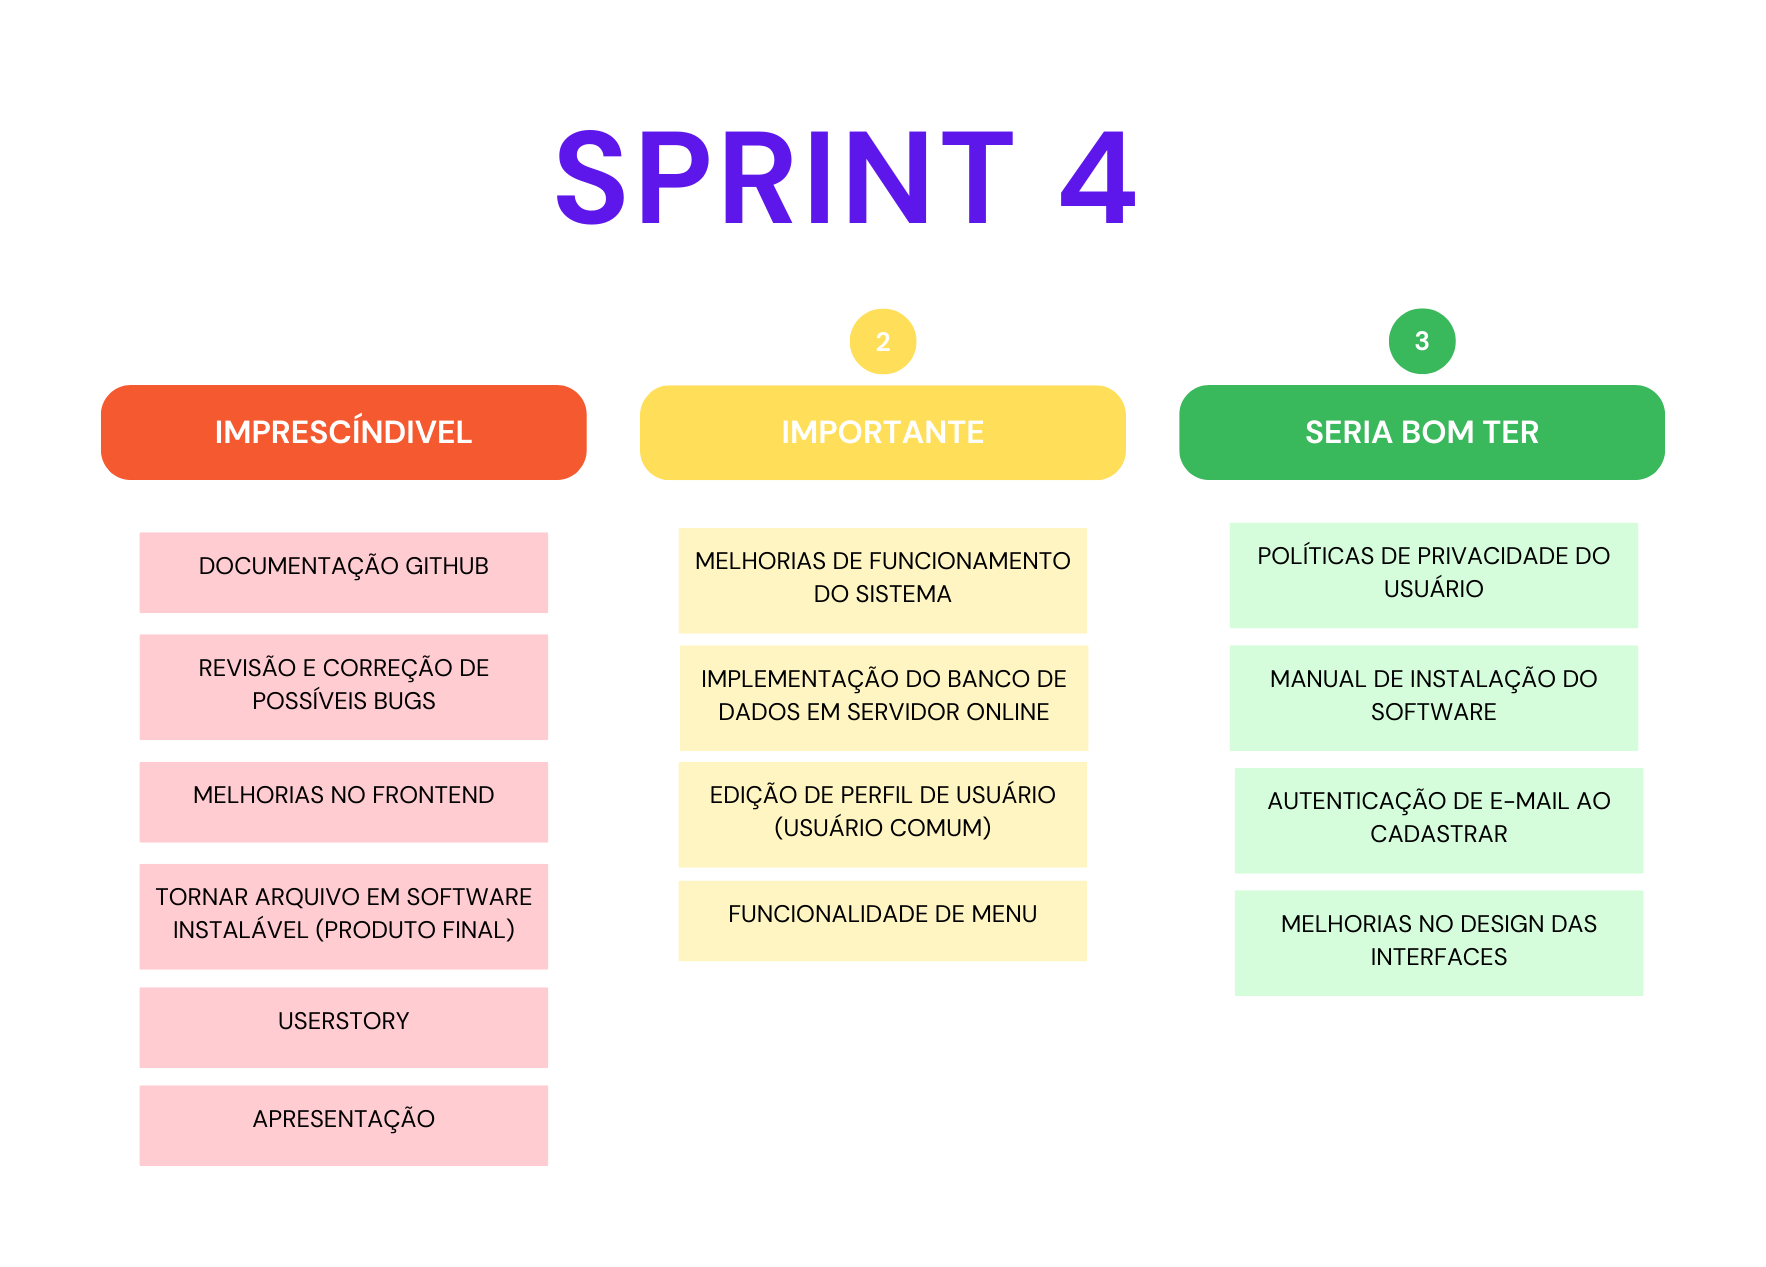 SPRINT 4
IMPRESCÍNDIVEL
DOCUMENTAÇÃO GITHUB
REVISÃO E CORREÇÃO DE
POSSÍVEIS BUGS
MELHORIAS NO FRONTEND
TORNAR ARQUIVO EM SOFTWARE
INSTALÁVEL (PRODUTO FINAL)
USERSTORY
APRESENTAÇÃO
2
IMPORTANTE
MELHORIAS DE FUNCIONAMENTO
DO SISTEMA
IMPLEMENTAÇÃO DO BANCO DE
DADOS EM SERVIDOR ONLINE
EDIÇÃO DE PERFIL DE USUÁRIO
(USUÁRIO COMUM)
FUNCIONALIDADE DE MENU
3
SERIA BOM TER
POLÍTICAS DE PRIVACIDADE DO
USUÁRIO
MANUAL DE INSTALAÇÃO DO
SOFTWARE
AUTENTICAÇÃO DE E-MAIL AO
CADASTRAR
MELHORIAS NO DESIGN DAS
INTERFACES